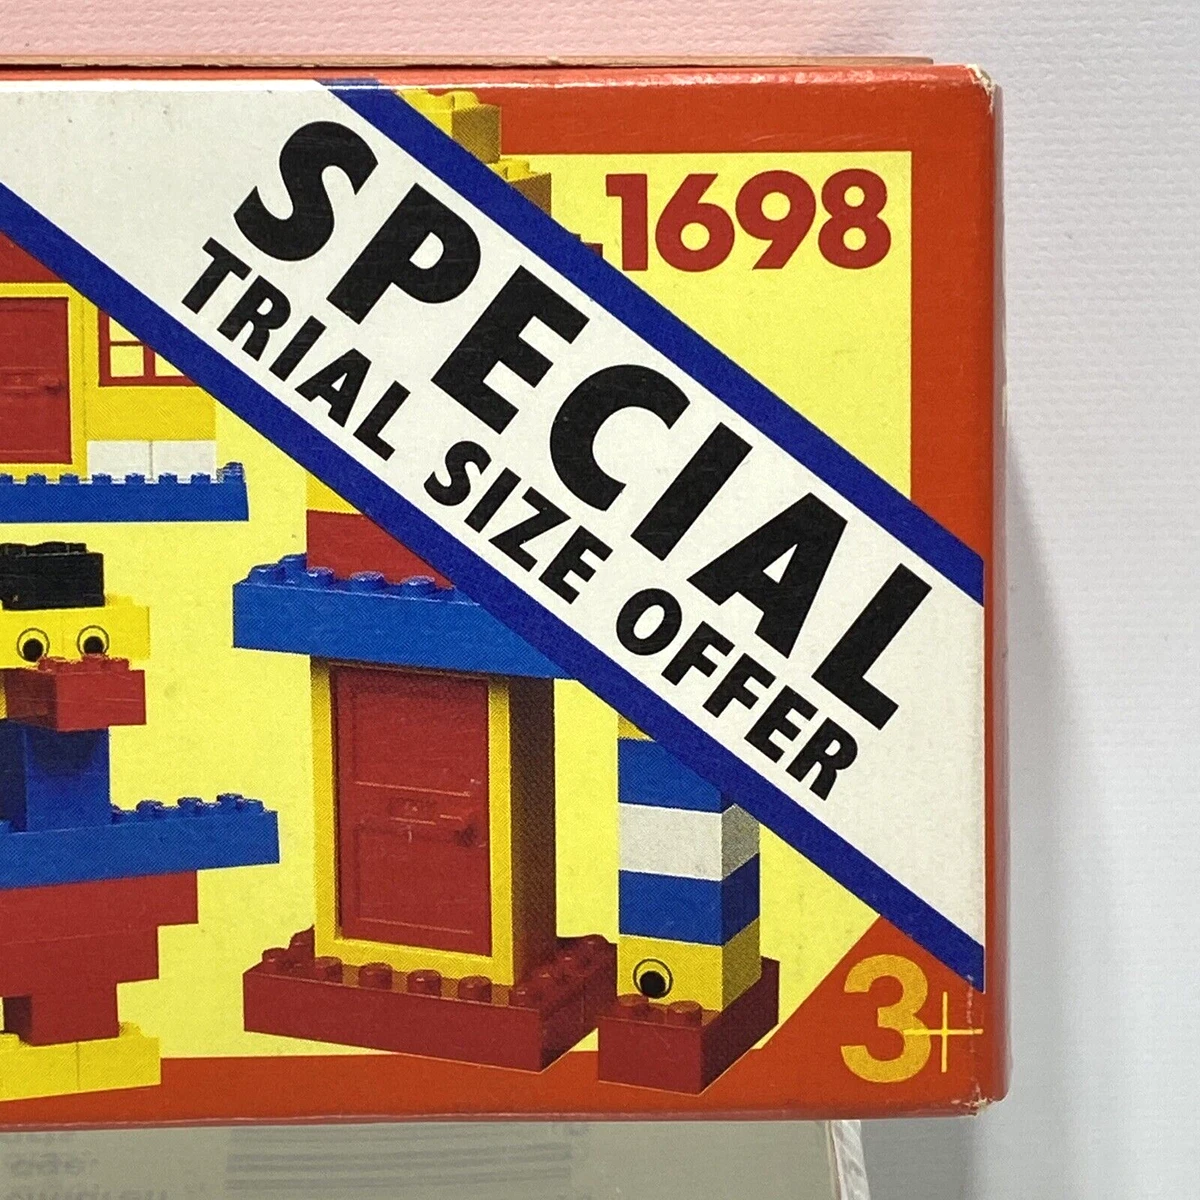 1698
SPECIAL
TRIAL SIZE OFFER
3+